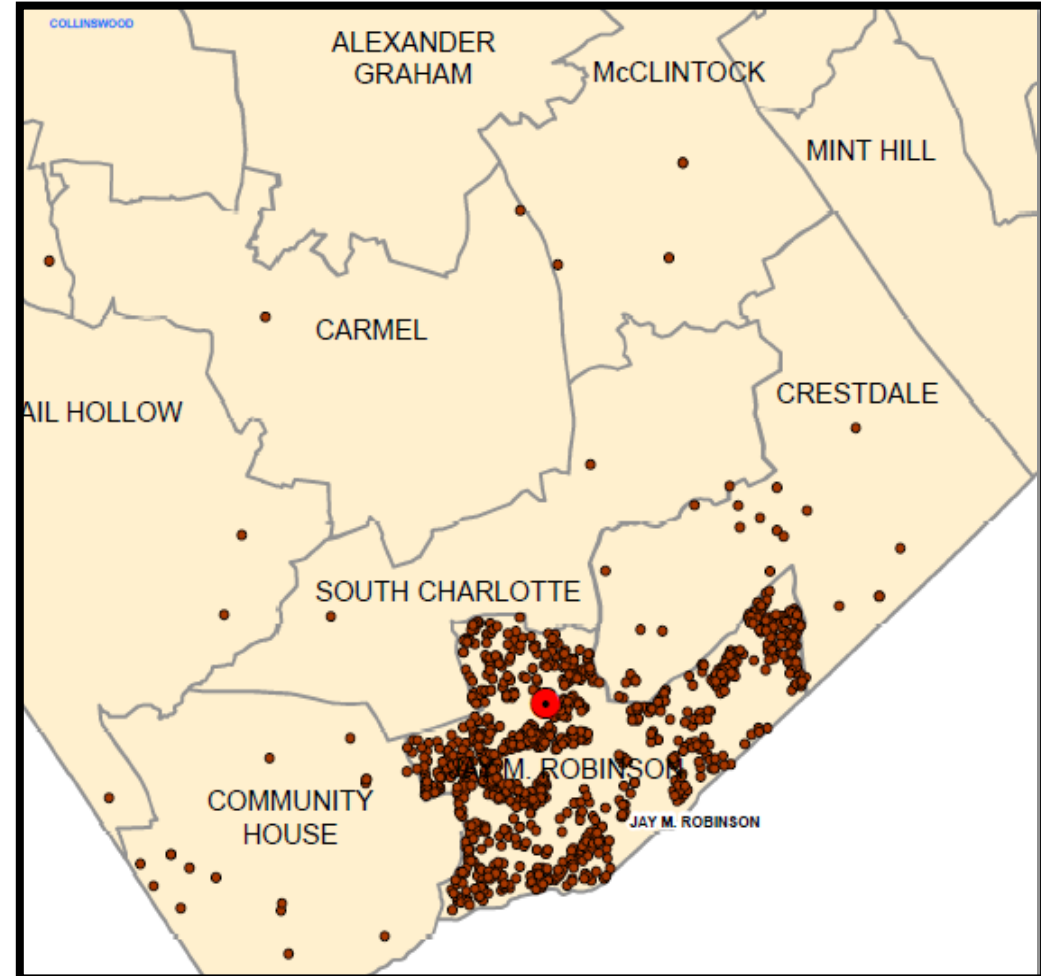 COLLINSWOOD
ALEXANDER
GRAHAM
McCLINTOCK
MINT HILL
CARMEL
CRESTDALE
AIL HOLLOW
SOUTH CHARLOTTE
JAY M. ROBINSON
COMMUNITY
HOUSE
JAY M. ROBINSON